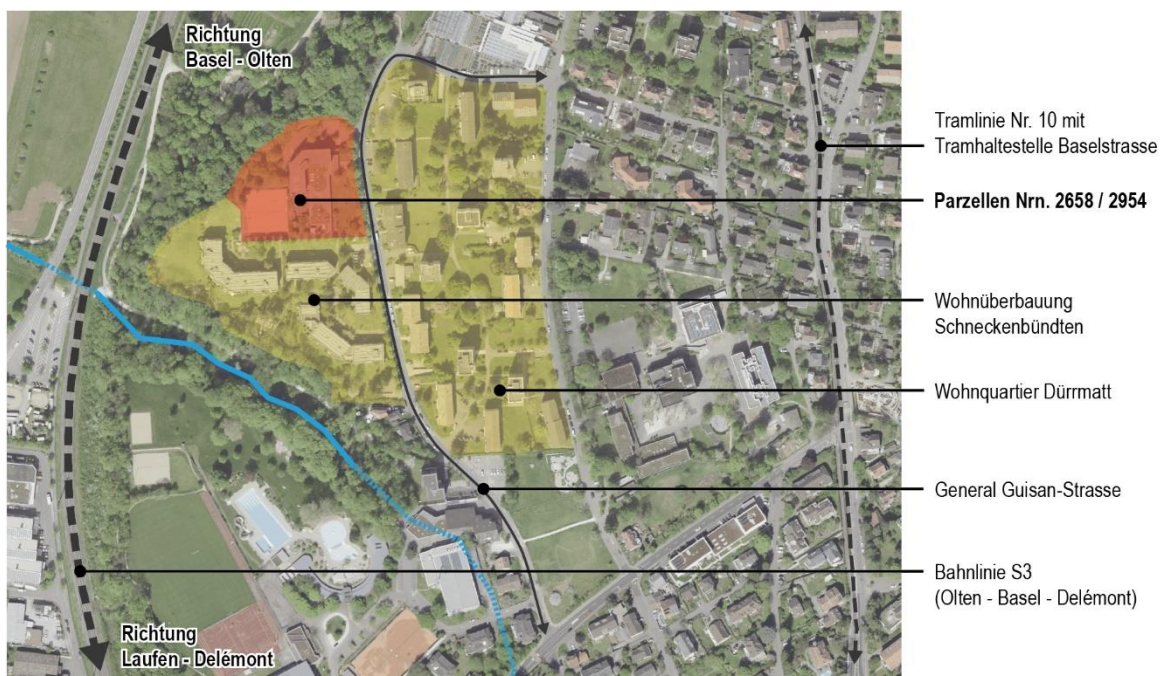 Richtung
Basel - Olten
Tramlinie Nr. 10 mit
Tramhaltestelle Baselstrasse
Parzellen Nrn. 2658 / 2954
Wohnüberbauung
Schneckenbündten
Wohnquartier Dürrmatt
General Guisan-Strasse
Bahnlinie S3
(Olten - Basel - Delémont)
Richtung
Laufen - Delémont